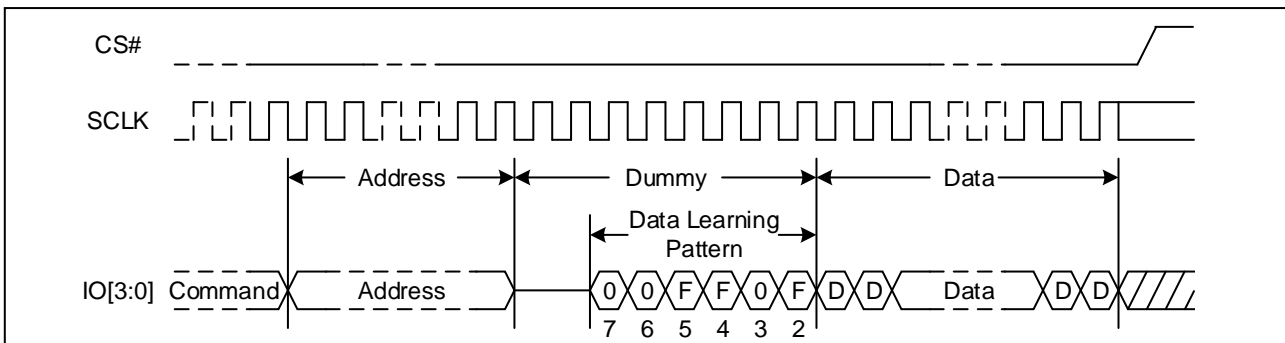 CS#
SCLK
Address Dummy Data
Data Learning
Pattern
IO[3:0] Command Address 0 0 F F 0 F D D Data D D
7 6 5 4 3 2